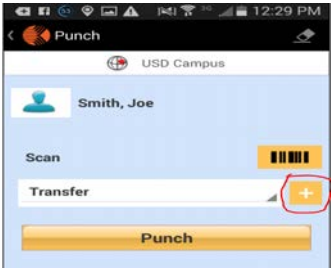 12:29 PM
Punch
USD Campus
Smith, Joe
Scan
Transfer
+
Punch